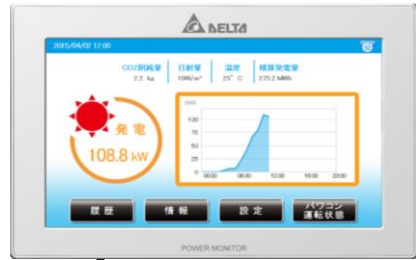 DELTA
2015/04/02 12:00
CO2削減量 日射量 温度 積算発電量
2.2 kg 25°C 275.2 MWh
発電
108.8 kW
(kW)
100
75
50
25
0
00:00 06:00 12:00 18:00 23:00
履歴 情報 設定 パワコン
運転状態
POWER MONITOR